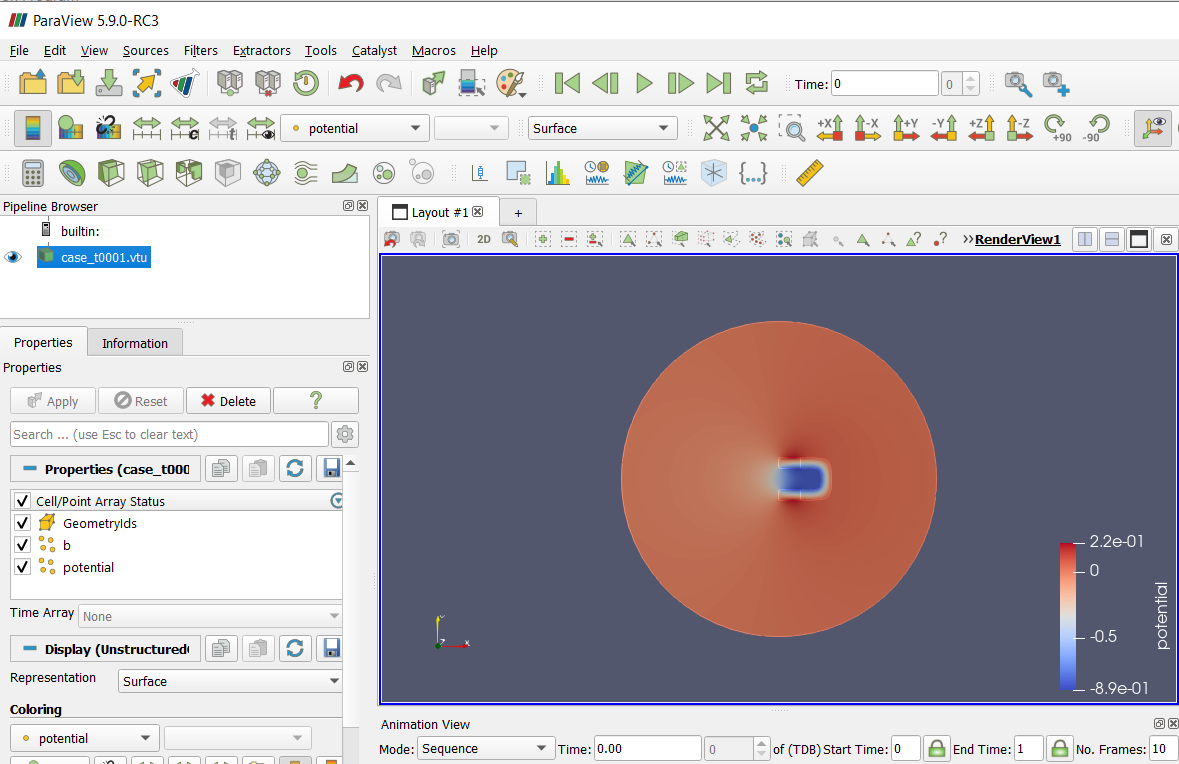 ParaView 5.9.0-RC3
File Edit View Sources Filters Extractors Tools Catalyst Macros Help
Time: 0 0
potential Surface +X -X +Y -Y +Z -Z +90 -90
Pipeline Browser
builtin:
case_t0001.vtu
Layout #1 +
2D RenderView1
Properties Information
Properties
Apply Reset Delete ?
Search ... (use Esc to clear text)
Properties (case_t000
Cell/Point Array Status
GeometryIds
b
potential
Time Array None
Display (Unstructured
Representation Surface
Coloring
potential
2.2e-01
0
-0.5
-8.9e-01
potential
Y
Z X
Animation View
Mode: Sequence Time: 0.00 0 of (TDB) Start Time: 0 End Time: 1 No. Frames: 10